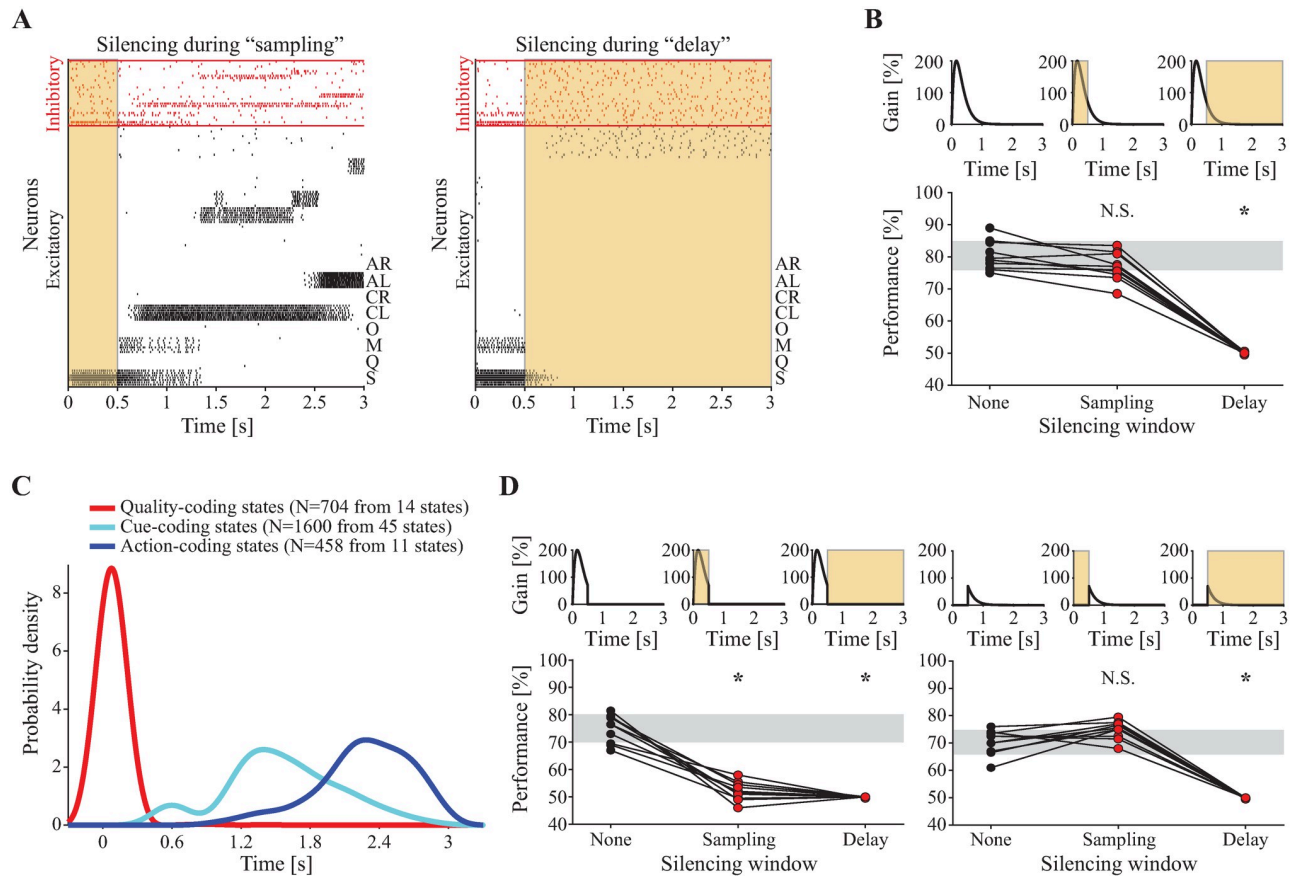 A
Silencing during “sampling”
Silencing during “delay”
Neurons
Inhibitory
Excitatory
AR
AL
CR
CL
O
M
Q
S
0 0.5 1 1.5 2 2.5 3
Time [s]
Neurons
Inhibitory
Excitatory
AR
AL
CR
CL
O
M
Q
S
0 0.5 1 1.5 2 2.5 3
Time [s]
B
Gain [%]
200 200 200
100 100 100
0 0 0
0 1 2 3 0 1 2 3 0 1 2 3
Time [s] Time [s] Time [s]
Performance [%]
100
90
80
70
60
50
40
N.S. *
None Sampling Delay
Silencing window
C
Quality-coding states (N=704 from 14 states)
Cue-coding states (N=1600 from 45 states)
Action-coding states (N=458 from 11 states)
Probability density
8
6
4
2
0
0 0.6 1.2 1.8 2.4 3
Time [s]
D
Gain [%]
200 200 200
100 100 100
0 0 0
0 1 2 3 0 1 2 3 0 1 2 3
Time [s] Time [s] Time [s]
Performance [%]
100
90
80
70
60
50
40
* *
None Sampling Delay
Silencing window
200 200 200
100 100 100
0 0 0
0 1 2 3 0 1 2 3 0 1 2 3
Time [s] Time [s] Time [s]
100
90
80
70
60
50
40
N.S. *
None Sampling Delay
Silencing window